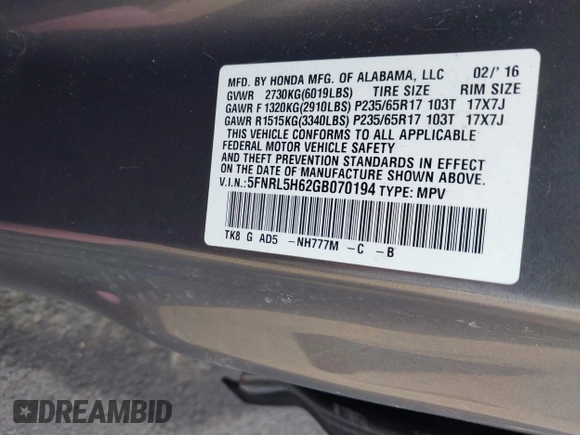 MFD. BY HONDA MFG. OF ALABAMA, LLC 02/' 16
GVWR 2730KG(6019LBS) TIRE SIZE RIM SIZE
GAWR F 1320KG(2910LBS) P235/65R17 103T 17X7J
GAWR R1515KG(3340LBS) P235/65R17 103T 17X7J
THIS VEHICLE CONFORMS TO ALL APPLICABLE
FEDERAL MOTOR VEHICLE SAFETY
AND THEFT PREVENTION STANDARDS IN EFFECT
ON THE DATE OF MANUFACTURE SHOWN ABOVE.
V.I.N.: 5FNRL5H62GB070194 TYPE: MPV
TK8 G AD5 -NH777M -C -B
DREAMBID